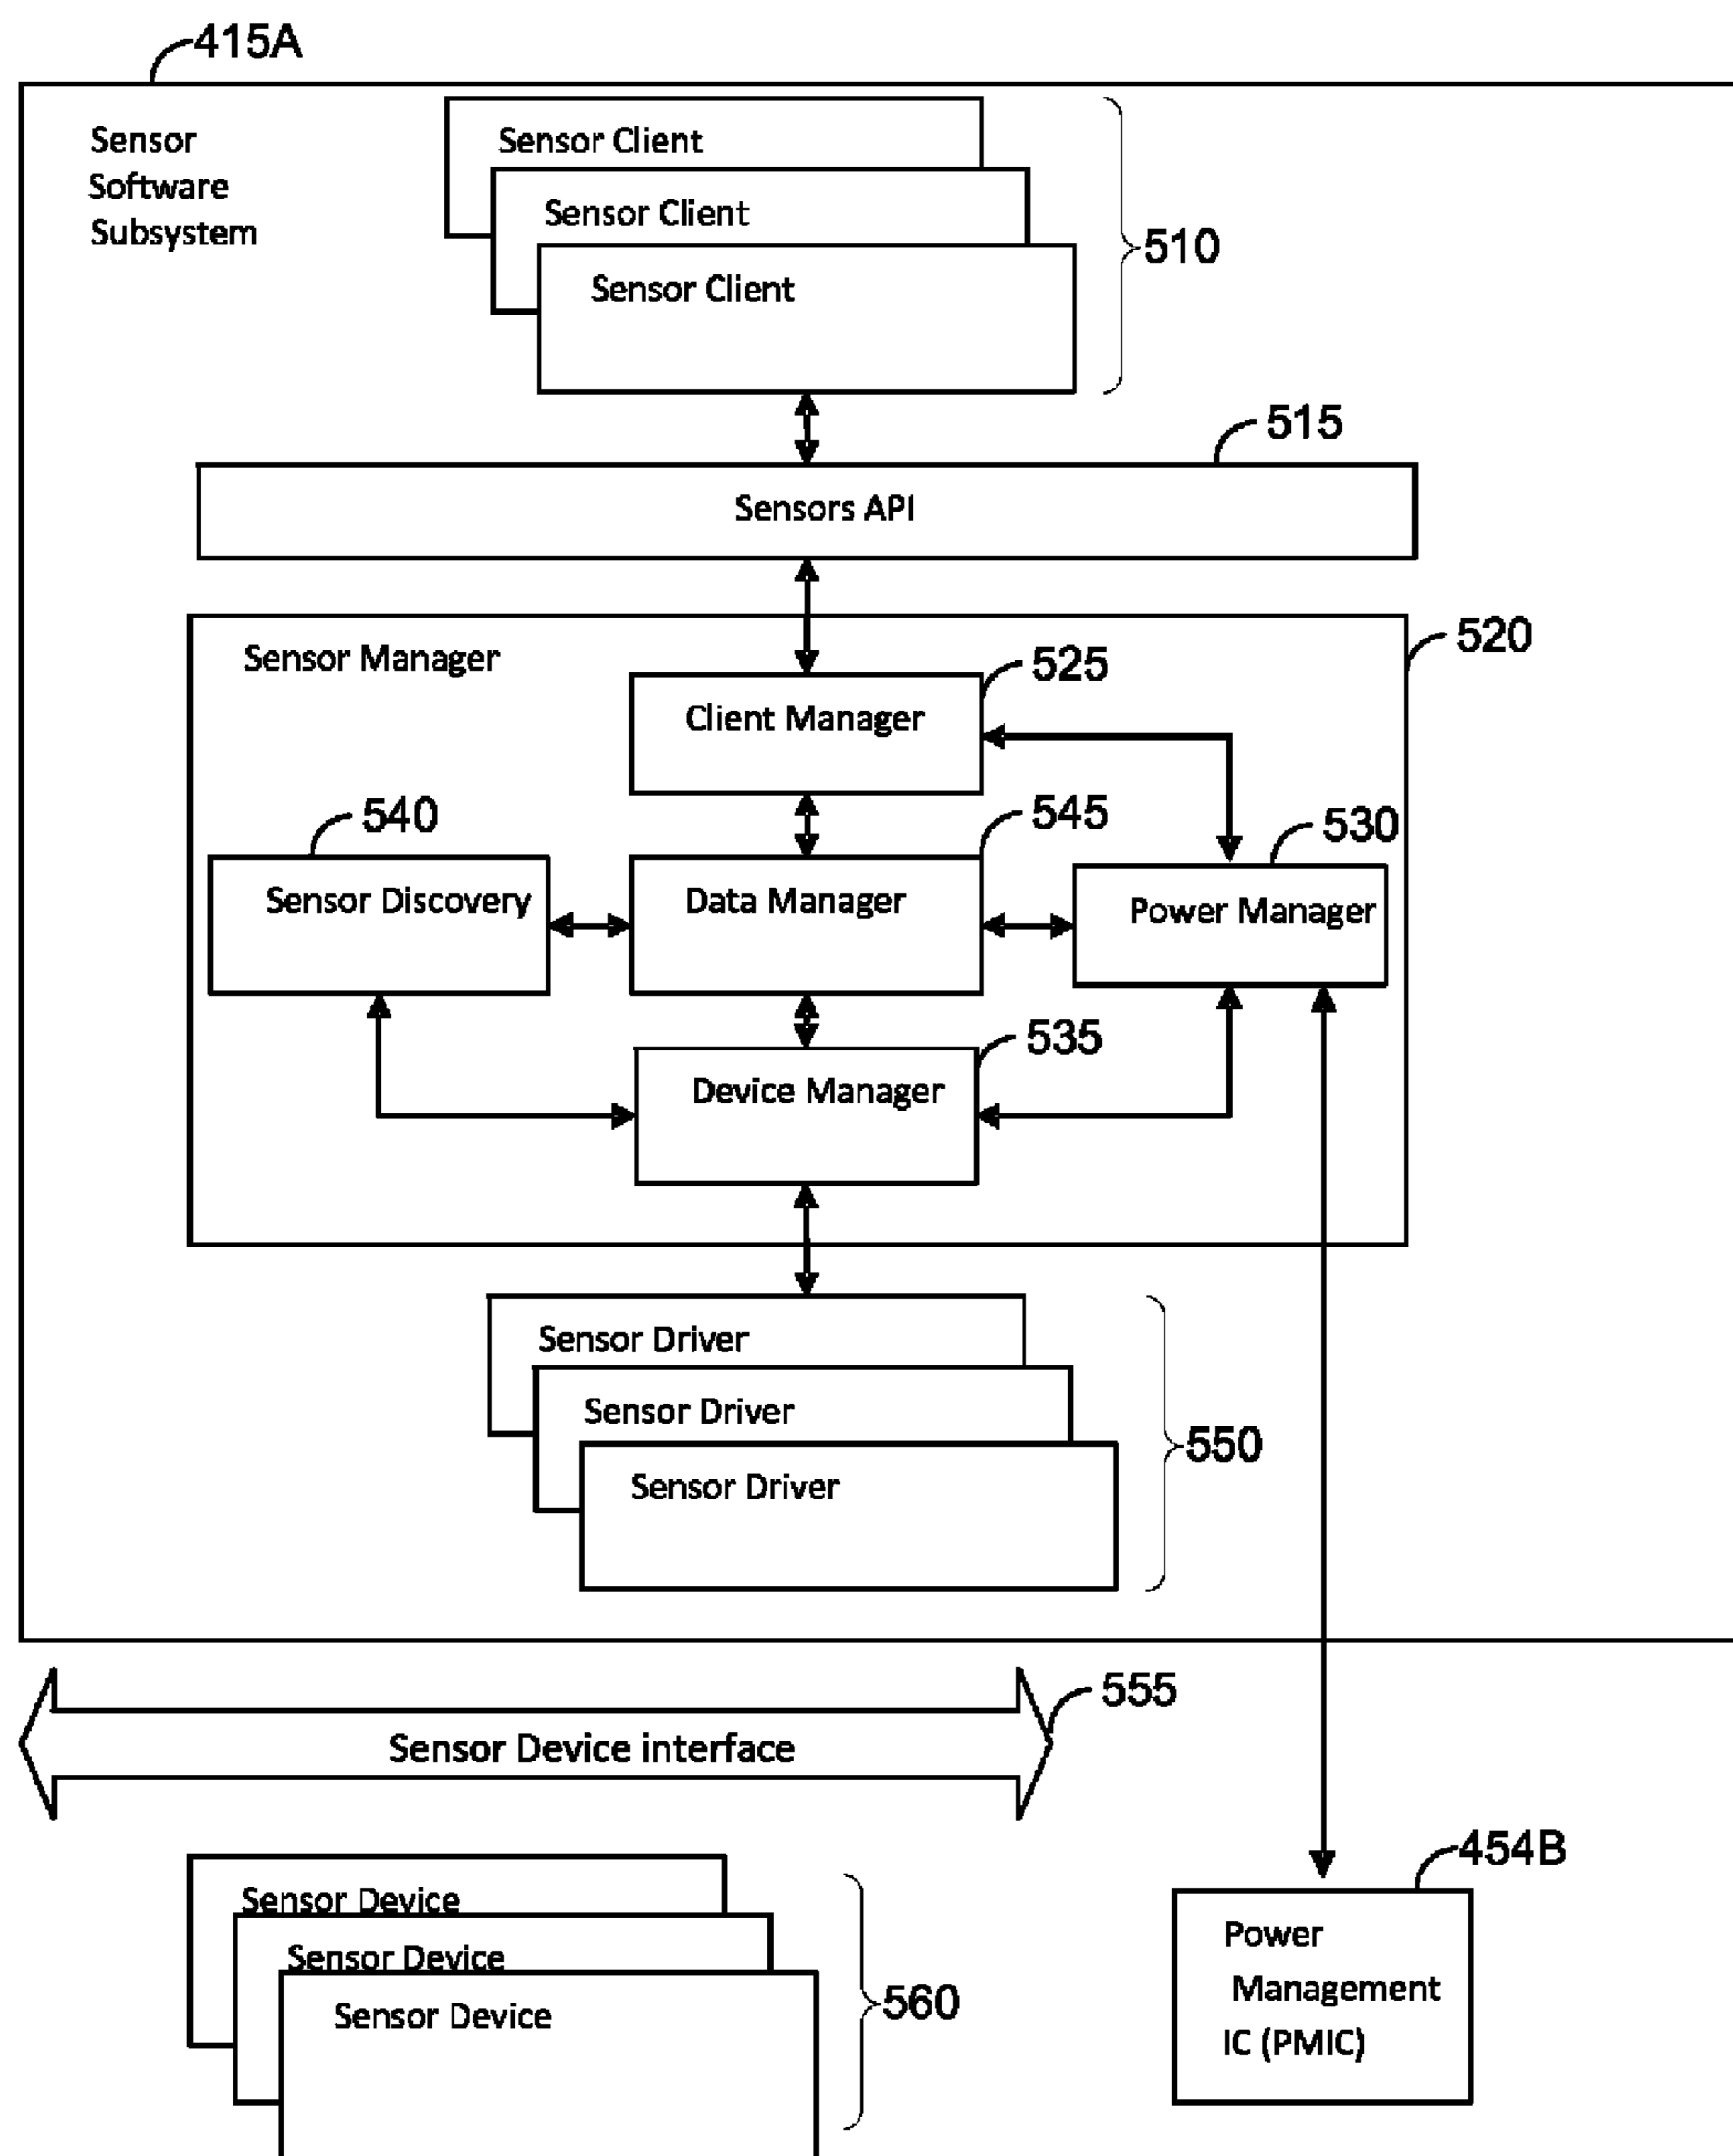 415A
Sensor
Software
Subsystem
Sensor Client
Sensor Client
Sensor Client
510
515
Sensors API
520
Sensor Manager
525
Client Manager
540
545
530
Sensor Discovery
Data Manager
Power Manager
535
Device Manager
Sensor Driver
Sensor Driver
Sensor Driver
550
555
Sensor Device interface
454B
Sensor Device
Sensor Device
Sensor Device
560
Power
Management
IC (PMIC)